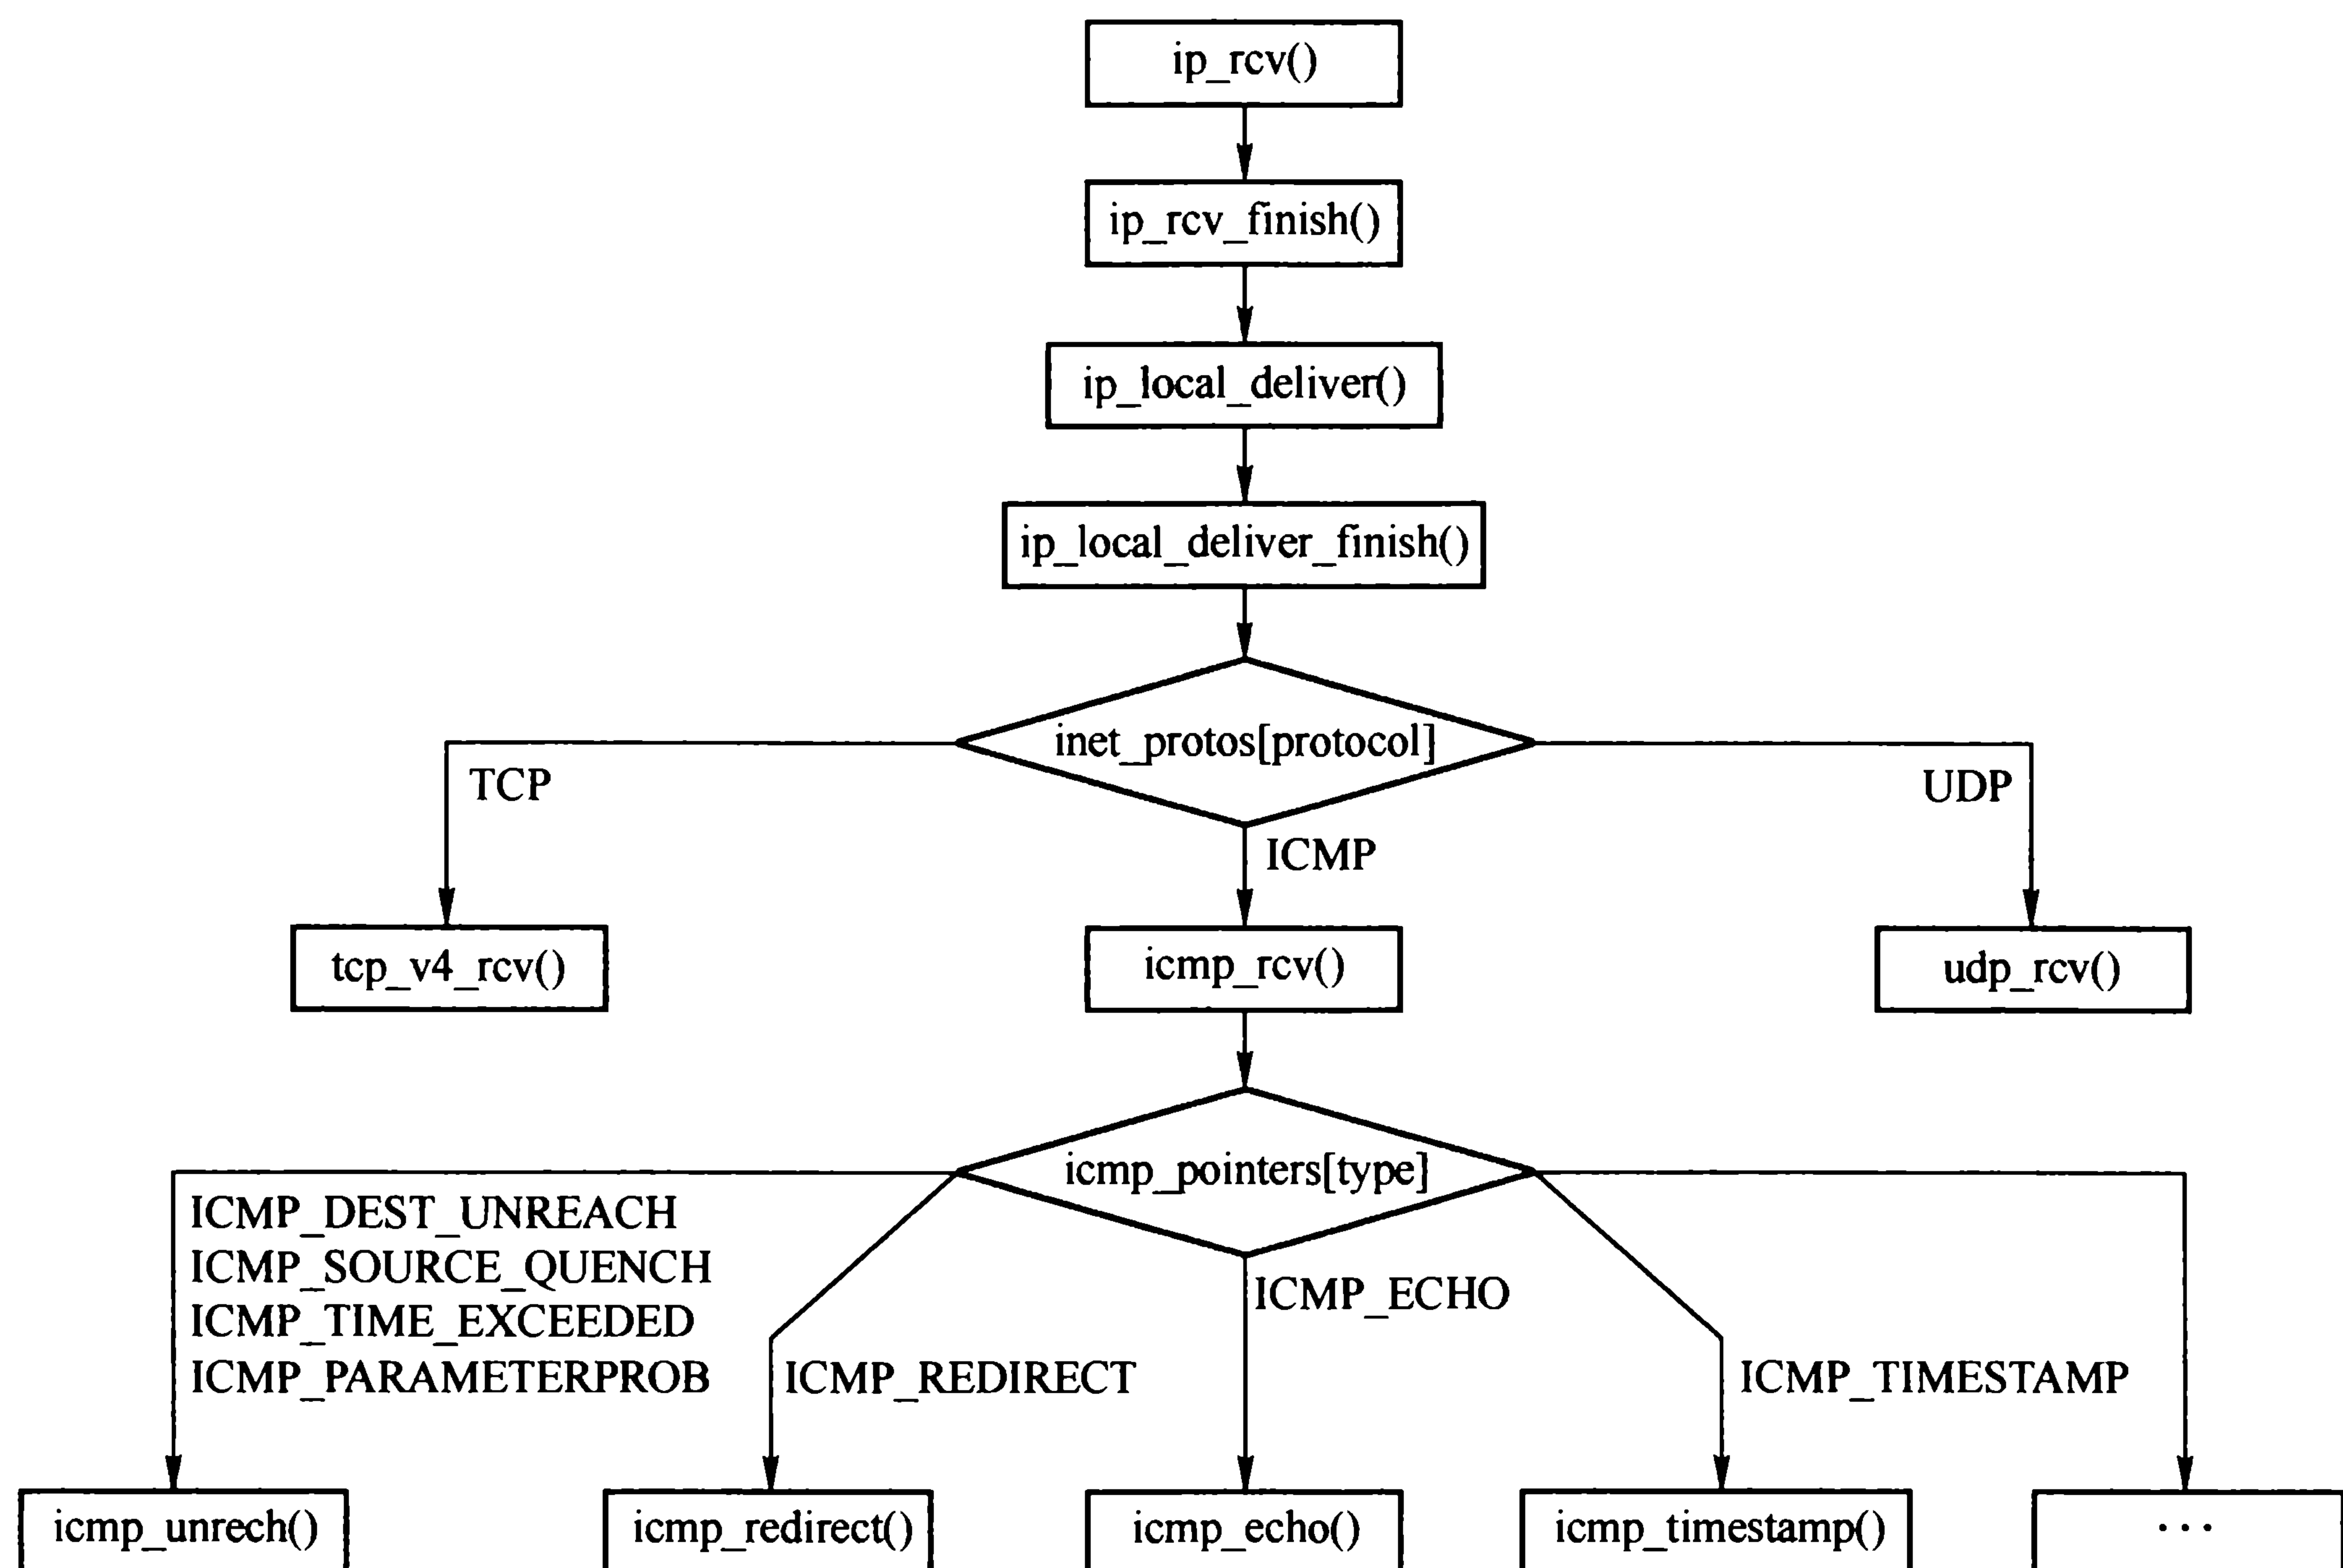 ip_rcv()
ip_rcv_finish()
ip_local_deliver()
ip_local_deliver_finish()
inet_protos[protocol]
TCP
UDP
ICMP
tcp_v4_rcv()
icmp_rcv()
udp_rcv()
icmp_pointers[type]
ICMP_DEST_UNREACH
ICMP_SOURCE_QUENCH
ICMP_TIME_EXCEEDED
ICMP_PARAMETERPROB
ICMP_REDIRECT
ICMP_ECHO
ICMP_TIMESTAMP
icmp_unrech()
icmp_redirect()
icmp_echo()
icmp_timestamp()
...